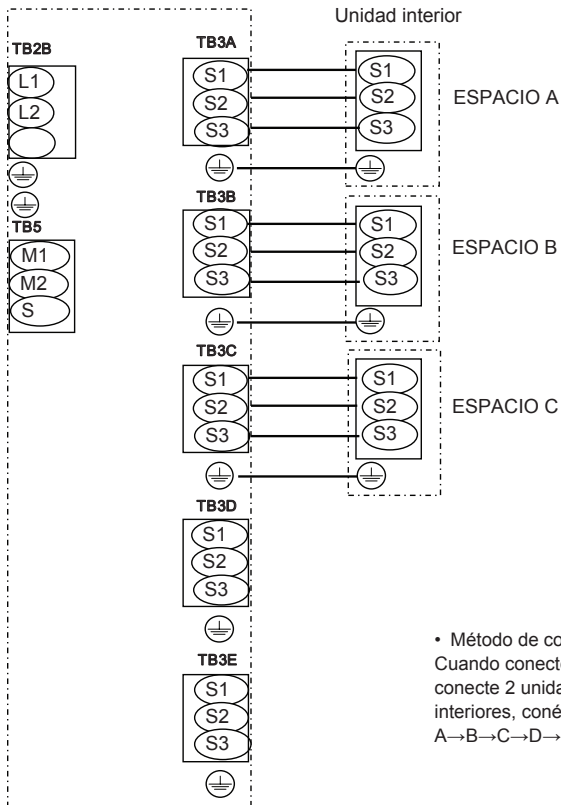 Unidad interior
TB2B
L1
L2
TB3A
S1
S2
S3
S1
S2
S3
ESPACIO A
TB3B
S1
S2
S3
S1
S2
S3
ESPACIO B
TB5
M1
M2
S
TB3C
S1
S2
S3
S1
S2
S3
ESPACIO C
TB3D
S1
S2
S3
TB3E
S1
S2
S3
• Método de co
Cuando conecte
conecte 2 unida
interiores, coné
A→B→C→D→